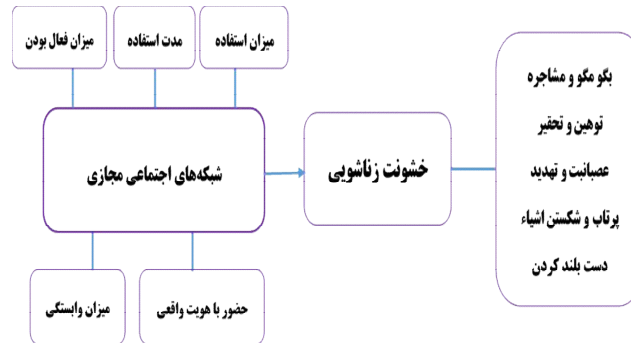 میزان استفاده
مدت استفاده
میزان فعال بودن
شبکه‌های اجتماعی مجازی
حضور با هویت واقعی
میزان وابستگی
خشونت زناشویی
بگو مگو و مشاجره
توهین و تحقیر
عصبانیت و تهدید
پرتاب و شکستن اشیاء
دست بلند کردن